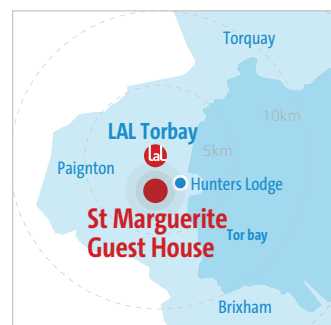 Torquay
10km
LAL Torbay
LaL
5km
Paignton
Hunters Lodge
St Marguerite
Guest House
Tor bay
Brixham